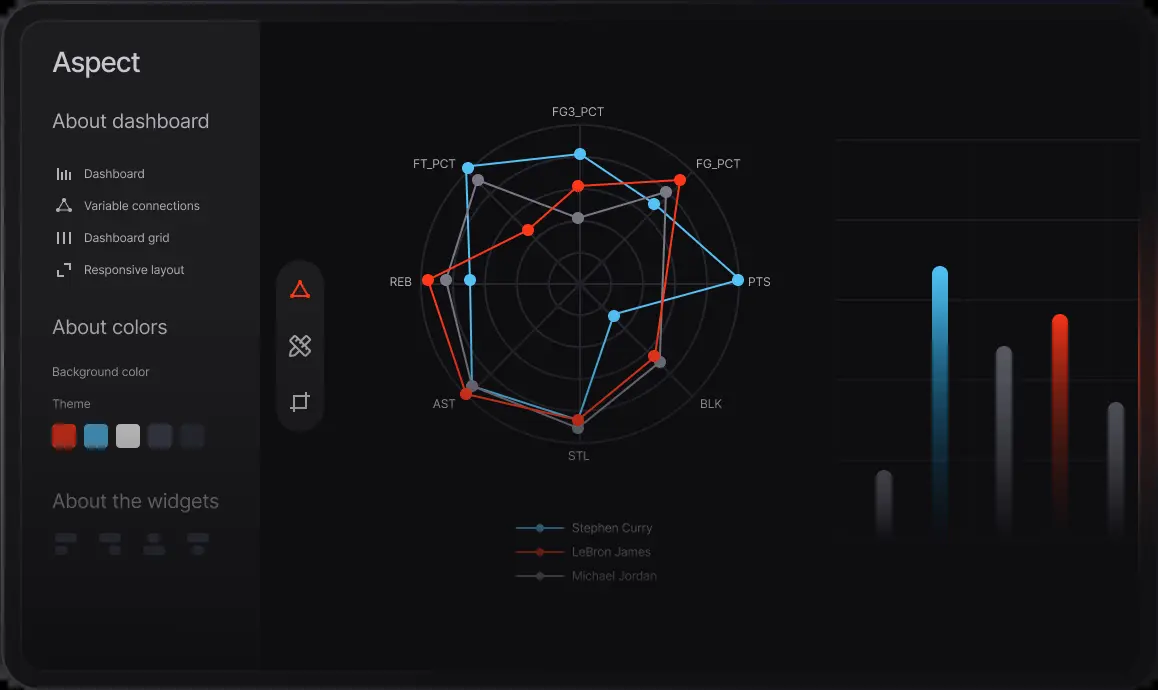 Aspect
About dashboard
Dashboard
Variable connections
Dashboard grid
Responsive layout
About colors
Background color
Theme
About the widgets
FG3_PCT
FT_PCT
FG_PCT
REB
PTS
AST
BLK
STL
Stephen Curry
LeBron James
Michael Jordan